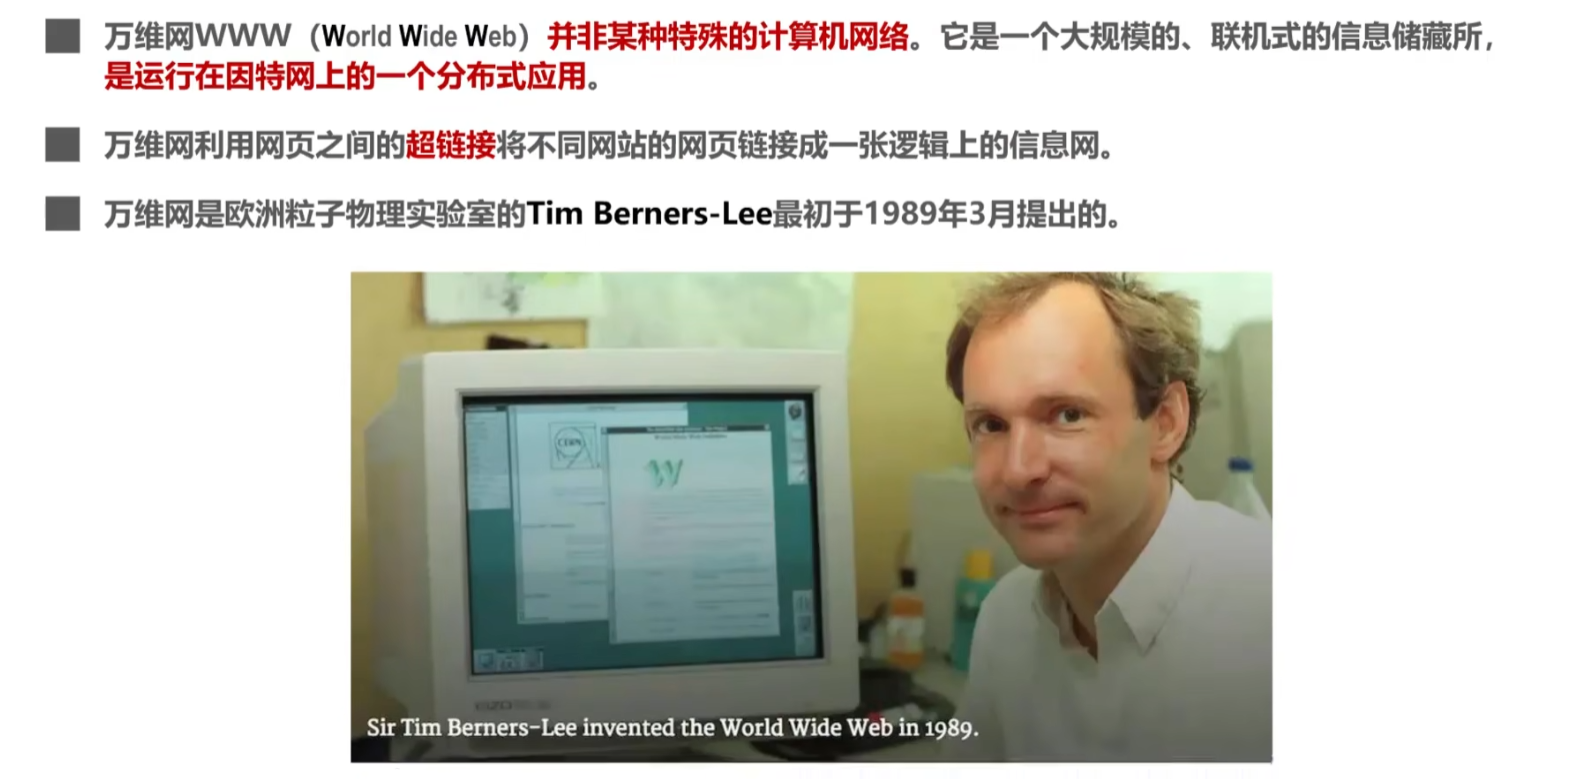 万维网WWW（World Wide Web）并非某种特殊的计算机网络。它是一个大规模的、联机式的信息储藏所，
是运行在因特网上的一个分布式应用。
万维网利用网页之间的超链接将不同网站的网页链接成一张逻辑上的信息网。
万维网是欧洲粒子物理实验室的Tim Berners-Lee最初于1989年3月提出的。
CERN
W
Sir Tim Berners-Lee invented the World Wide Web in 1989.